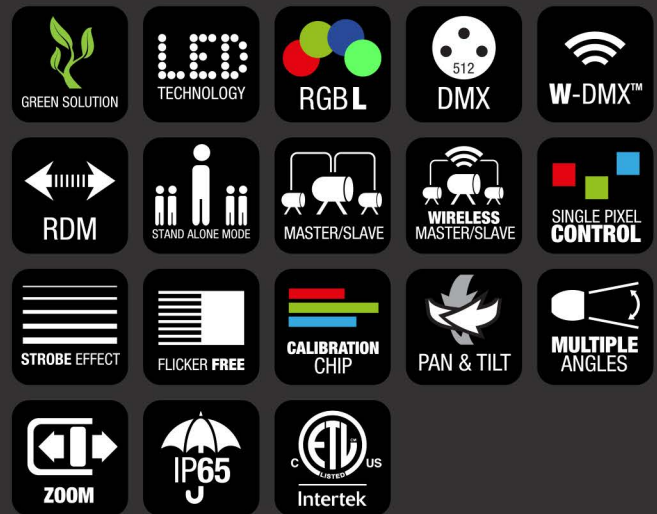 GREEN SOLUTION
LED
TECHNOLOGY
RGBL
512
DMX
W-DMX™
RDM
STAND ALONE MODE
MASTER/SLAVE
WIRELESS
MASTER/SLAVE
SINGLE PIXEL
CONTROL
STROBE EFFECT
FLICKER FREE
CALIBRATION
CHIP
PAN & TILT
MULTIPLE
ANGLES
ZOOM
IP65
ETL
C LISTED US
Intertek